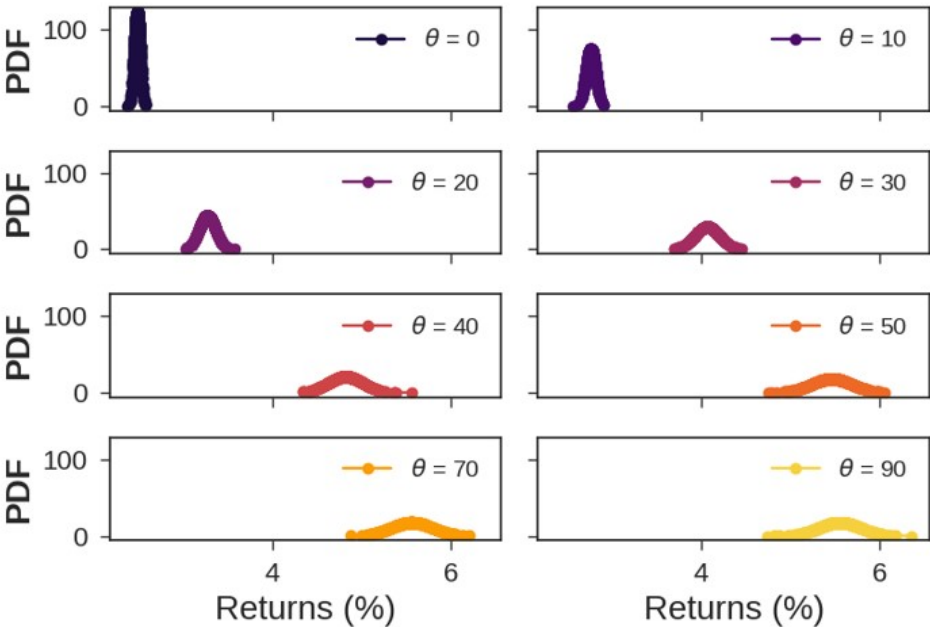 PDF
100
0
θ = 0
θ = 10
PDF
100
0
θ = 20
θ = 30
PDF
100
0
θ = 40
θ = 50
PDF
100
0
θ = 70
θ = 90
4
6
4
6
Returns (%)
Returns (%)